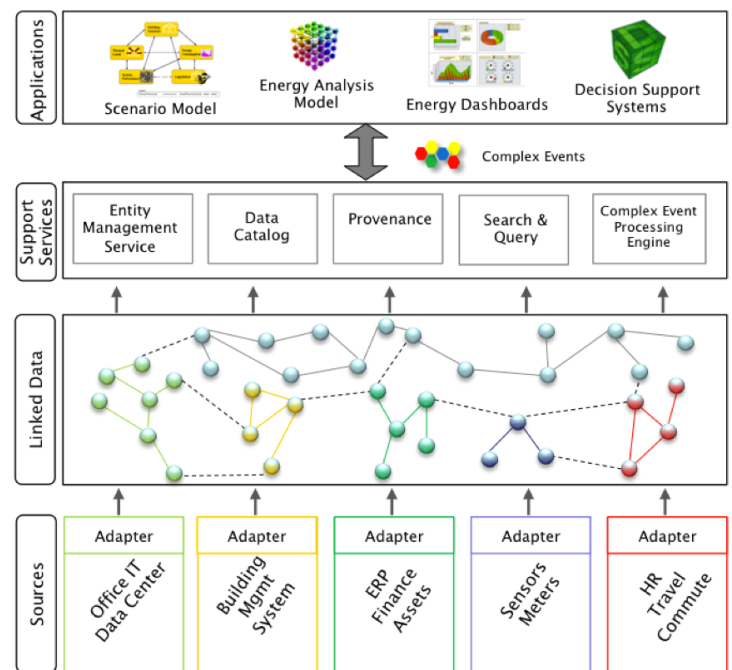 Applications
Scenario Model
Energy Analysis
Model
Energy Dashboards
Decision Support
Systems
Complex Events
Support
Services
Entity
Management
Service
Data
Catalog
Provenance
Search &
Query
Complex Event
Processing
Engine
Linked Data
Sources
Adapter
Office IT
Data Center
Adapter
Building
Mgmt
System
Adapter
ERP
Finance
Assets
Adapter
Sensors
Meters
Adapter
HR
Travel
Commute